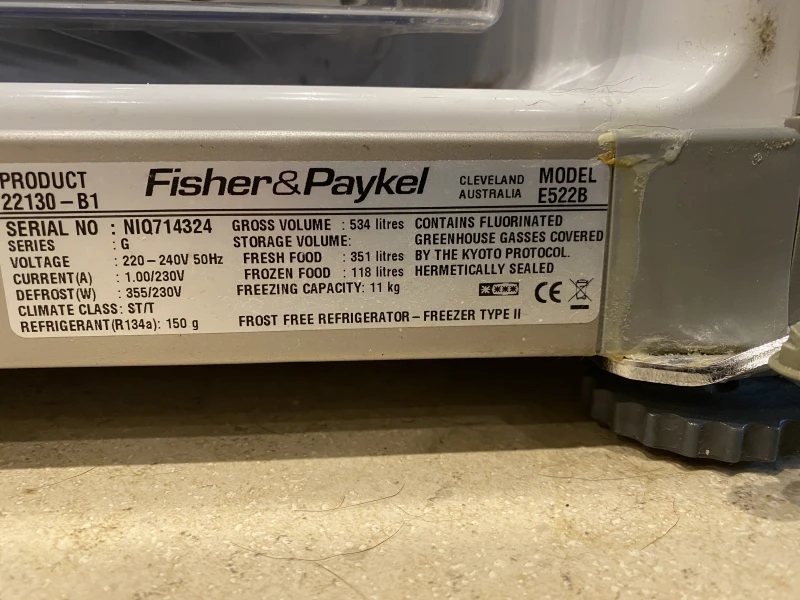 PRODUCT
22130-B1
Fisher&Paykel
CLEVELAND
AUSTRALIA
MODEL
E522B
SERIAL NO : NIQ714324
SERIES : G
VOLTAGE : 220-240V 50Hz
CURRENT(A) : 1.00/230V
DEFROST(W) : 355/230V
CLIMATE CLASS: ST/T
REFRIGERANT(R134a): 150 g
GROSS VOLUME : 534 litres
STORAGE VOLUME:
FRESH FOOD : 351 litres
FROZEN FOOD : 118 litres
FREEZING CAPACITY: 11 kg
CONTAINS FLUORINATED
GREENHOUSE GASSES COVERED
BY THE KYOTO PROTOCOL.
HERMETICALLY SEALED
CE
FROST FREE REFRIGERATOR-FREEZER TYPE II